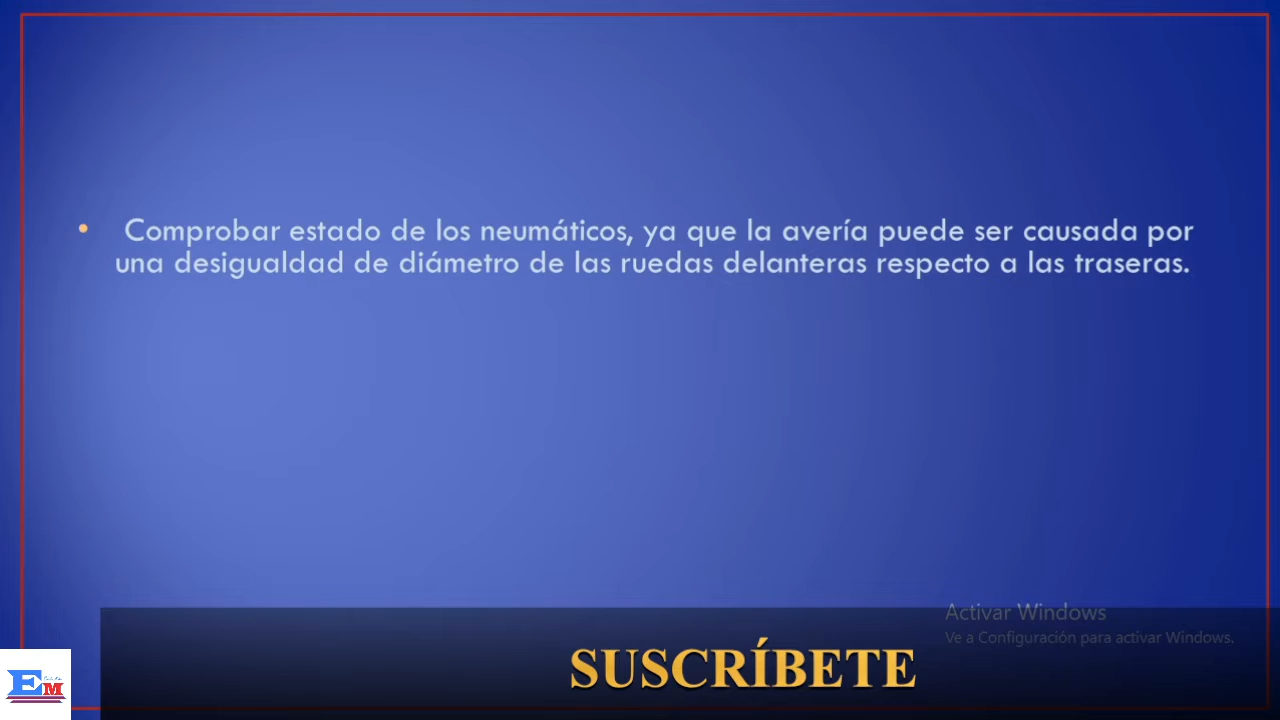 • Comprobar estado de los neumáticos, ya que la avería puede ser causada por
una desigualdad de diámetro de las ruedas delanteras respecto a las traseras.
Activar Windows
Ve a Configuración para activar Windows.
SUSCRÍBETE
EM